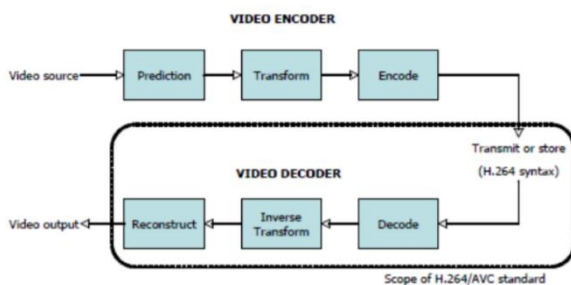 VIDEO ENCODER
Video source
Prediction
Transform
Encode
Transmit or store
(H.264 syntax)
VIDEO DECODER
Video output
Reconstruct
Inverse
Transform
Decode
Scope of H.264/AVC standard